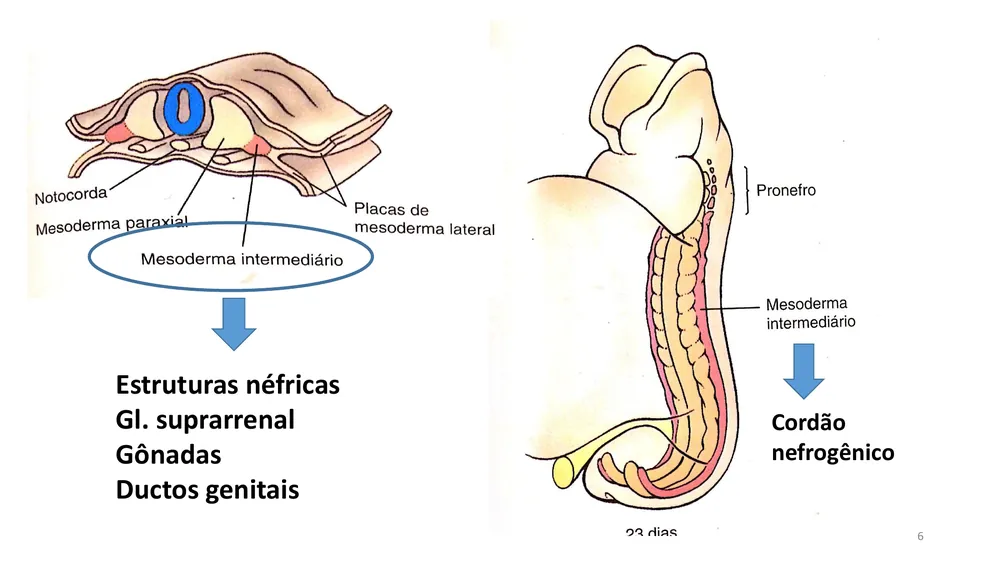 Notocorda
Mesoderma paraxial
Mesoderma intermediário
Placas de
mesoderma lateral
Estruturas néfricas
Gl. suprarrenal
Gônadas
Ductos genitais
Pronefro
Mesoderma
intermediário
Cordão
nefrogênico
23 dias
6